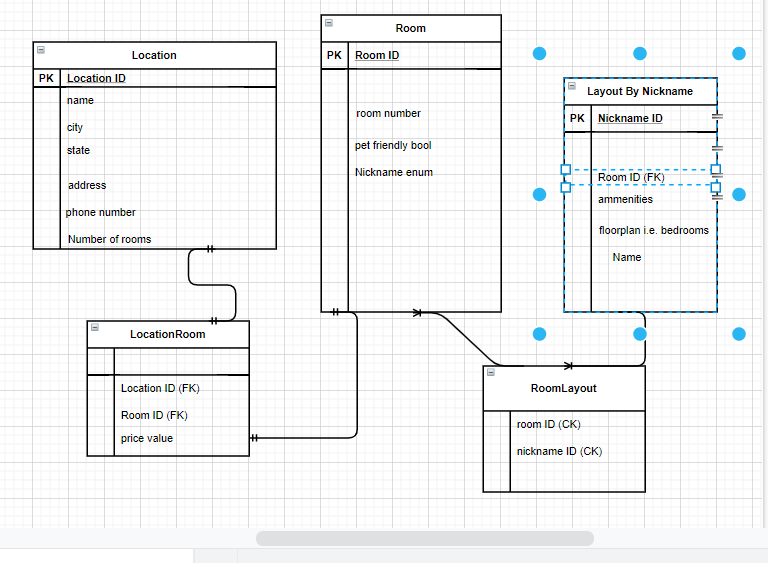 Location
PK Location ID
name
city
state
address
phone number
Number of rooms
Room
PK Room ID
room number
pet friendly bool
Nickname enum
Layout By Nickname
PK Nickname ID
Room ID (FK)
ammenities
floorplan i.e. bedrooms
Name
LocationRoom
Location ID (FK)
Room ID (FK)
price value
RoomLayout
room ID (CK)
nickname ID (CK)